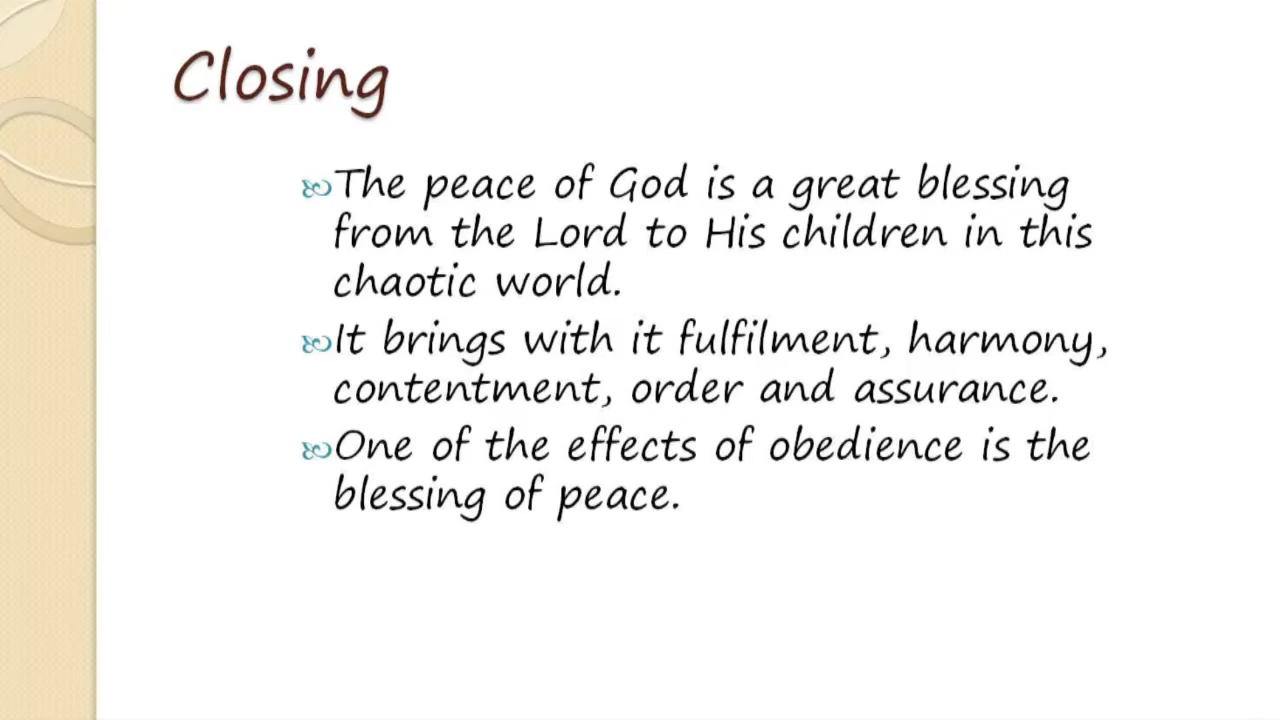 Closing
The peace of God is a great blessing
from the Lord to His children in this
chaotic world.
It brings with it fulfilment, harmony,
contentment, order and assurance.
One of the effects of obedience is the
blessing of peace.